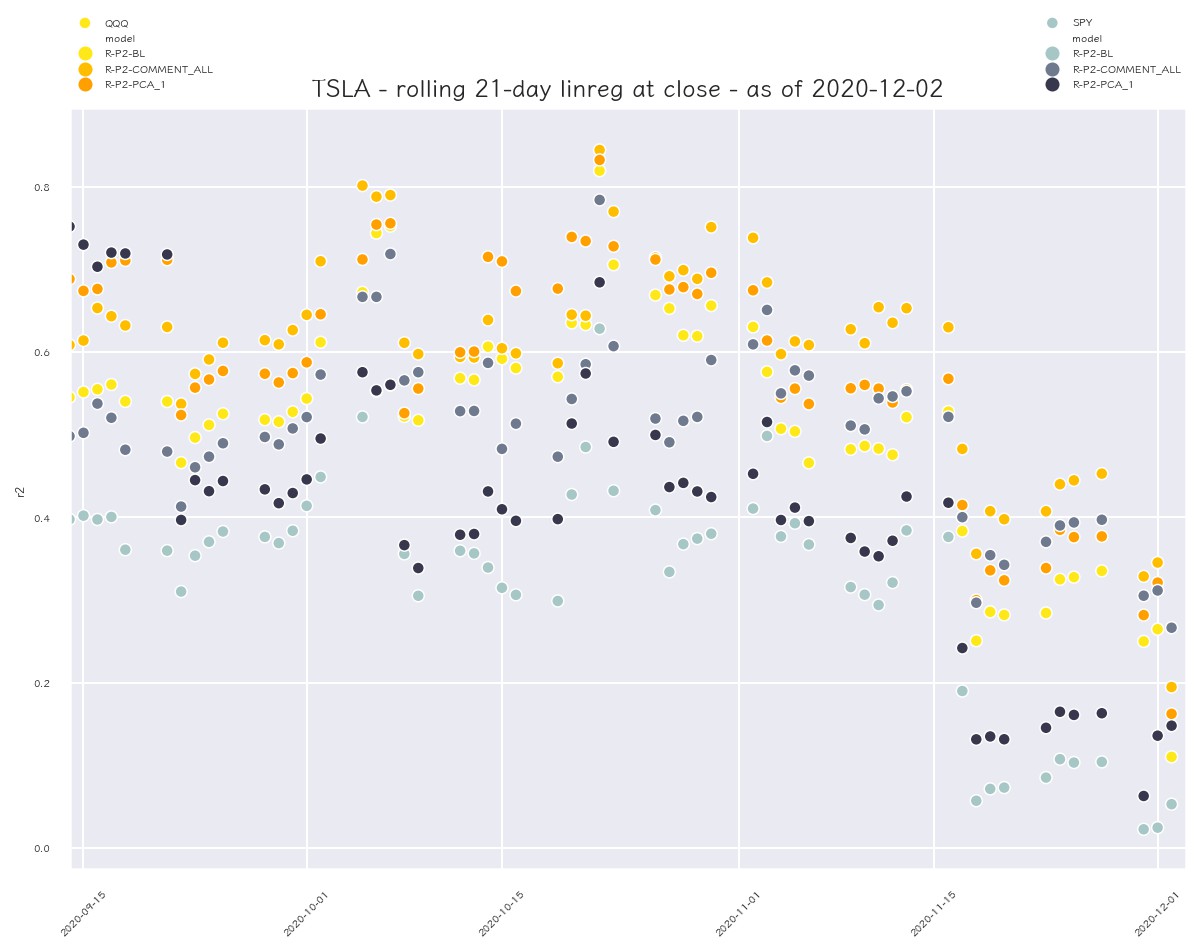 QQQ
model
R-P2-BL
R-P2-COMMENT_ALL
R-P2-PCA_1
SPY
model
R-P2-BL
R-P2-COMMENT_ALL
R-P2-PCA_1
TSLA - rolling 21-day linreg at close - as of 2020-12-02
r2
0.8
0.6
0.4
0.2
0.0
2020-09-15
2020-10-01
2020-10-15
2020-11-01
2020-11-15
2020-12-01